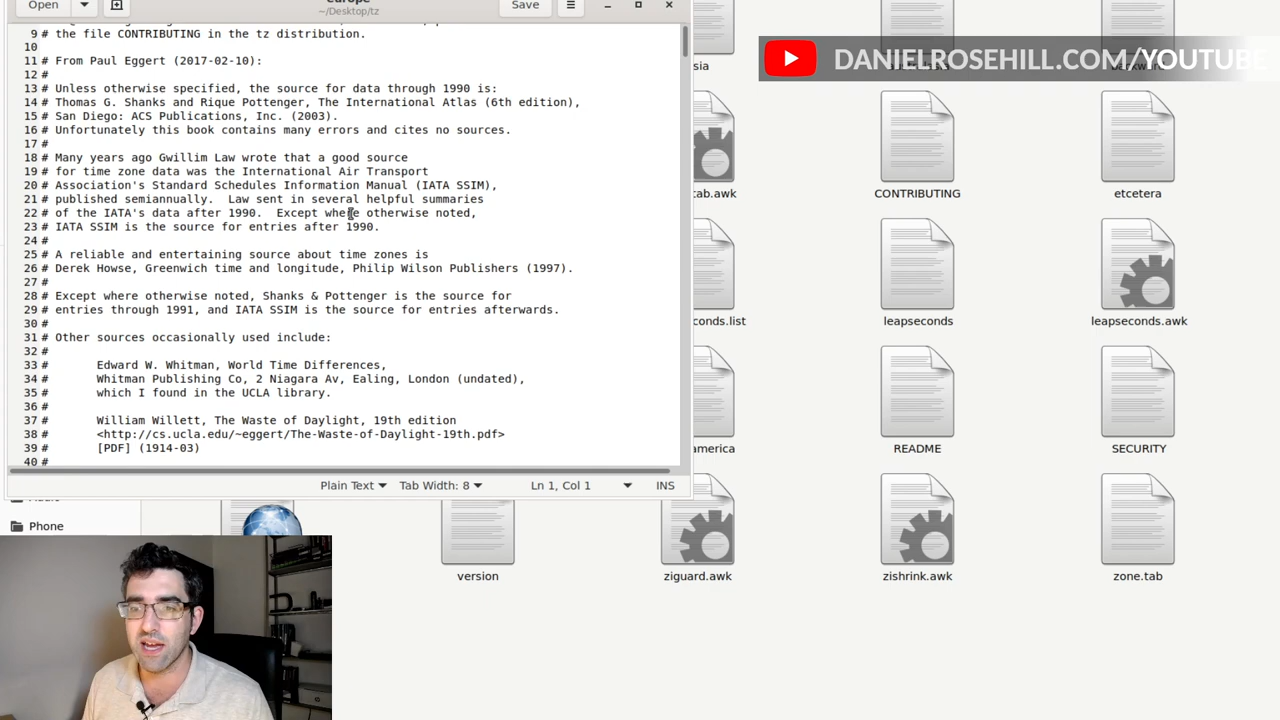 Open
europe
~/Desktop/tz
Save
9 # the file CONTRIBUTING in the tz distribution.
10
11 # From Paul Eggert (2017-02-10):
12 #
13 # Unless otherwise specified, the source for data through 1990 is:
14 # Thomas G. Shanks and Rique Pottenger, The International Atlas (6th edition),
15 # San Diego: ACS Publications, Inc. (2003).
16 # Unfortunately this book contains many errors and cites no sources.
17 #
18 # Many years ago Gwillim Law wrote that a good source
19 # for time zone data was the International Air Transport
20 # Association's Standard Schedules Information Manual (IATA SSIM),
21 # published semiannually.  Law sent in several helpful summaries
22 # of the IATA's data after 1990.  Except where otherwise noted,
23 # IATA SSIM is the source for entries after 1990.
24 #
25 # A reliable and entertaining source about time zones is
26 # Derek Howse, Greenwich time and longitude, Philip Wilson Publishers (1997).
27 #
28 # Except where otherwise noted, Shanks & Pottenger is the source for
29 # entries through 1991, and IATA SSIM is the source for entries afterwards.
30 #
31 # Other sources occasionally used include:
32 #
33 # Edward W. Whitman, World Time Differences,
34 # Whitman Publishing Co, 2 Niagara Av, Ealing, London (undated),
35 # which I found in the UCLA library.
36 #
37 # William Willett, The Waste of Daylight, 19th edition
38 # <http://cs.ucla.edu/~eggert/The-Waste-of-Daylight-19th.pdf>
39 # [PDF] (1914-03)
40 #
Plain Text Tab Width: 8 Ln 1, Col 1 INS
DANIELROSEHILL.COM/YOUTUBE
sia
tab.awk
CONTRIBUTING
etcetera
conds.list
leapseconds
leapseconds.awk
america
README
SECURITY
Phone
version
ziguard.awk
zishrink.awk
zone.tab